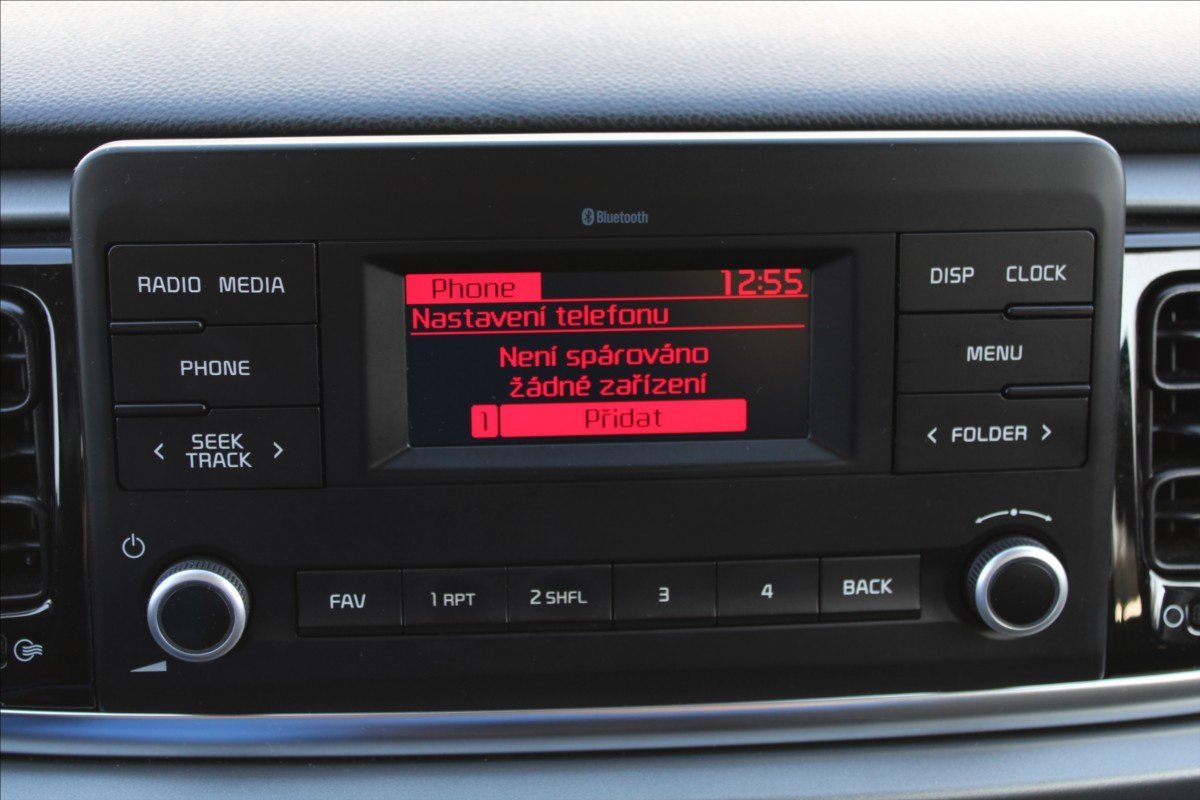 Bluetooth
RADIO MEDIA
PHONE
< SEEK
TRACK >
Phone 12:55
Nastavení telefonu
Není spárováno
žádné zařízení
1 Přidat
DISP CLOCK
MENU
< FOLDER >
FAV 1 RPT 2 SHFL 3 4 BACK